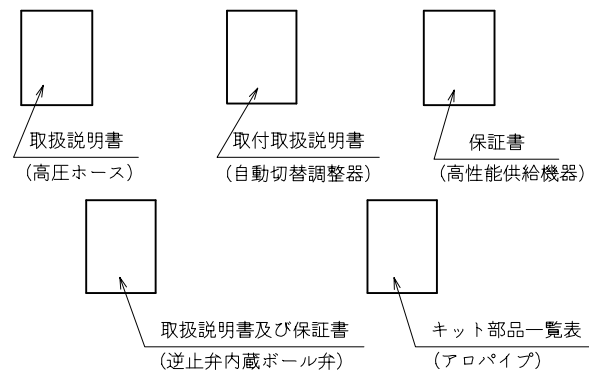 取扱説明書
(高圧ホース)
取付取扱説明書
(自動切替調整器)
保証書
(高性能供給機器)
取扱説明書及び保証書
(逆止弁内蔵ボール弁)
キット部品一覧表
(アロパイプ)